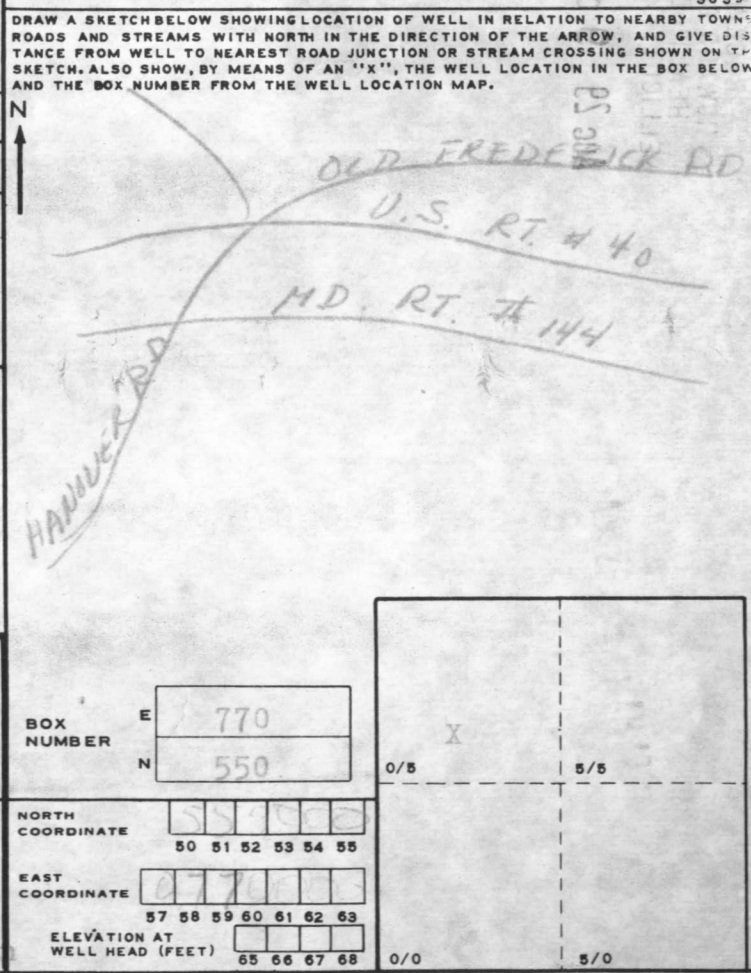 DRAW A SKETCH BELOW SHOWING LOCATION OF WELL IN RELATION TO NEARBY TOWNS
ROADS AND STREAMS WITH NORTH IN THE DIRECTION OF THE ARROW, AND GIVE DIS
TANCE FROM WELL TO NEAREST ROAD JUNCTION OR STREAM CROSSING SHOWN ON
SKETCH. ALSO SHOW, BY MEANS OF AN "X", THE WELL LOCATION IN THE BOX BELOW
AND THE BOX NUMBER FROM THE WELL LOCATION MAP.
N
OLD FREDERICK RD
U.S. RT. # 40
MD. RT. # 144
HANOVER RD
BOX NUMBER
E 770
N 550
X
0/5 5/5
NORTH COORDINATE
50 51 52 53 54 55
EAST COORDINATE
57 58 59 60 61 62 63
ELEVATION AT
WELL HEAD (FEET)
65 66 67 68
0/0 5/0